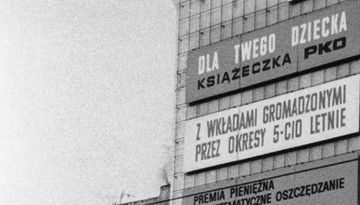 DLA TWEGO DZIECKA
KSIĄŻECZKA PKO
Z WKŁADAMI GROMADZONYMI
PRZEZ OKRESY 5-CIO LETNIE
PREMIA PIENIĘŻNA
OSZCZĘDZANIE